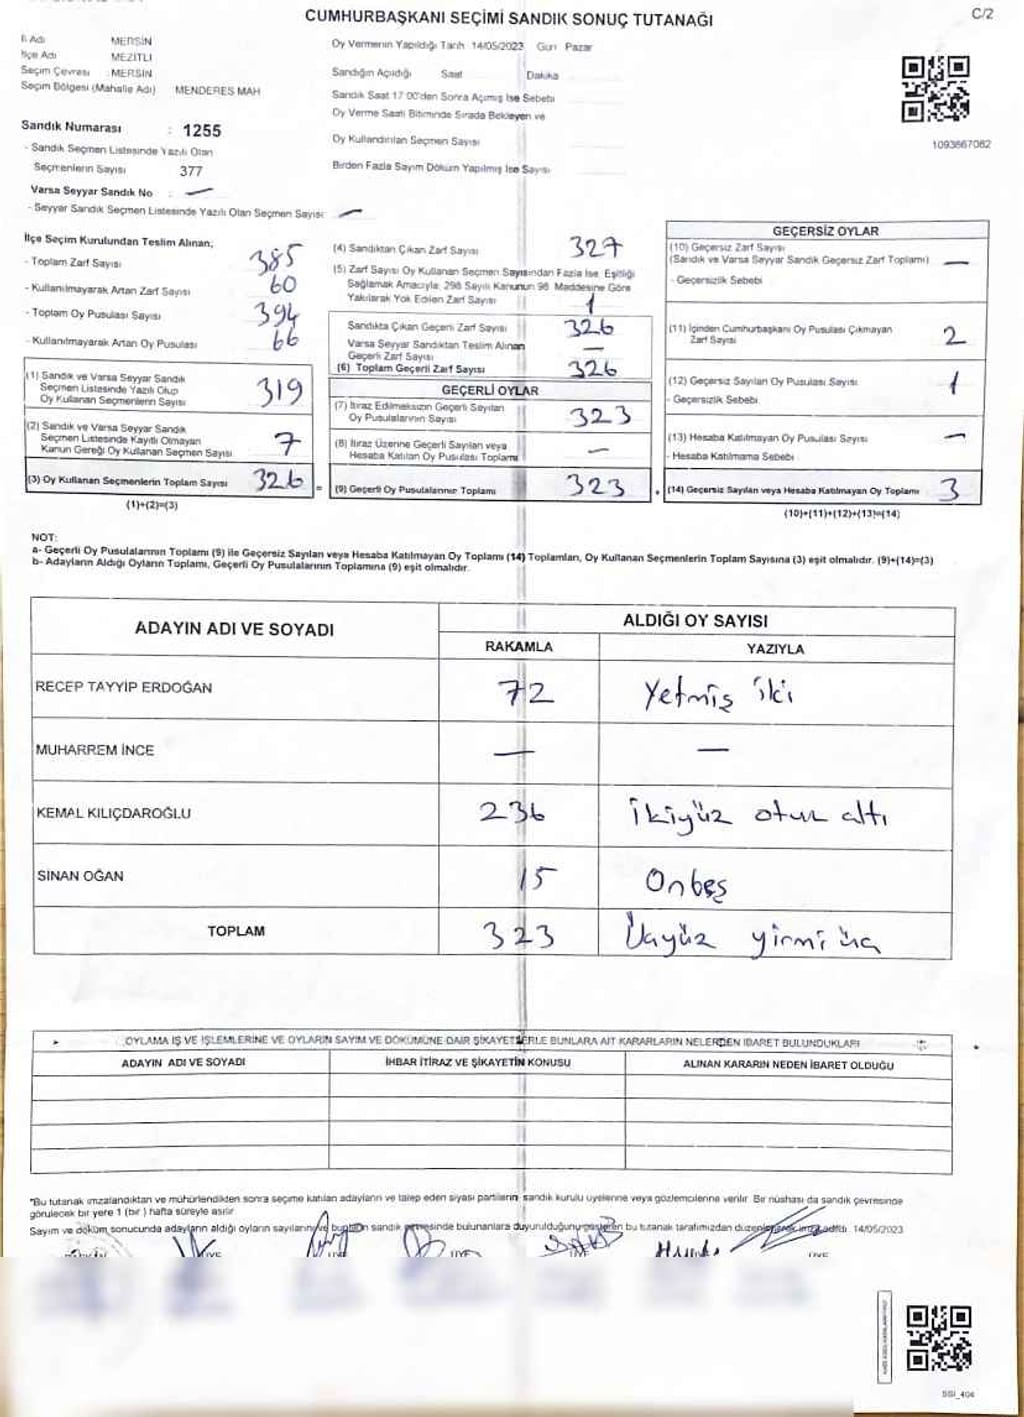 CUMHURBAŞKANI SEÇİMİ SANDIK SONUÇ TUTANAĞI
C/2
İl Adı MERSİN
İlçe Adı MEZİTLİ
Seçim Çevresi : MERSİN
Seçim Bölgesi (Mahalle Adı) MENDERES MAH
Oy Vermenin Yapıldığı Tarih 14/05/2023 Gün Pazar
Sandığın Açıldığı Saat Dakika
Sandık Saat 17 00'den Sonra Açımış İse Sebebi
Oy Verme Saati Bitiminde Sırada Bekleyen ve
Oy Kullandırılan Seçmen Sayısı
Birden Fazla Sayım Döküm Yapılmış İse Sayısı
1093667082
Sandık Numarası : 1255
- Sandık Seçmen Listesinde Yazılı Olan
Seçmenlerin Sayısı 377
Varsa Seyyar Sandık No : —
- Seyyar Sandık Seçmen Listesinde Yazılı Olan Seçmen Sayısı: —
İlçe Seçim Kurulundan Teslim Alınan;
- Toplam Zarf Sayısı 385
- Kullanılmayarak Artan Zarf Sayısı 60
- Toplam Oy Pusulası Sayısı 394
- Kullanılmayarak Artan Oy Pusulası 66
(1) Sandık ve Varsa Seyyar Sandık
Seçmen Listesinde Yazılı Olup
Oy Kullanan Seçmenlerin Sayısı 319
(2) Sandık ve Varsa Seyyar Sandık
Seçmen Listesinde Kayıtlı Olmayan
Kanun Gereği Oy Kullanan Seçmen Sayısı 7
(3) Oy Kullanan Seçmenlerin Toplam Sayısı 326 =
(1)+(2)=(3)
(4) Sandıktan Çıkan Zarf Sayısı 327
(5) Zarf Sayısı Oy Kullanan Seçmen Sayısından Fazla İse, Eşitliği
Sağlamak Amacıyla, 298 Sayılı Kanunun 98 Maddesine Göre
Yakılarak Yok Edilen Zarf Sayısı 1
Sandıkta Çıkan Geçerli Zarf Sayısı 326
Varsa Seyyar Sandıktan Teslim Alınan
Geçerli Zarf Sayısı —
(6) Toplam Geçerli Zarf Sayısı 326
GEÇERLİ OYLAR
(7) İtiraz Edilmeksizin Geçerli Sayılan
Oy Pusulalarının Sayısı 323
(8) İtiraz Üzerine Geçerli Sayılan veya
Hesaba Katılan Oy Pusulası Toplamı —
(9) Geçerli Oy Pusulalarının Toplamı 323 +
GEÇERSİZ OYLAR
(10) Geçersiz Zarf Sayısı
(Sandık ve Varsa Seyyar Sandık Geçersiz Zarf Toplamı) —
- Geçersizlik Sebebi
(11) İçinden Cumhurbaşkanı Oy Pusulası Çıkmayan
Zarf Sayısı 2
(12) Geçersiz Sayılan Oy Pusulası Sayısı 1
- Geçersizlik Sebebi
(13) Hesaba Katılmayan Oy Pusulası Sayısı —
- Hesaba Katılmama Sebebi
(14) Geçersiz Sayılan veya Hesaba Katılmayan Oy Toplamı 3
(10)+(11)+(12)+(13)=(14)
NOT:
a- Geçerli Oy Pusulalarının Toplamı (9) ile Geçersiz Sayılan veya Hesaba Katılmayan Oy Toplamı (14) Toplamları, Oy Kullanan Seçmenlerin Toplam Sayısına (3) eşit olmalıdır. (9)+(14)=(3)
b- Adayların Aldığı Oyların Toplamı, Geçerli Oy Pusulalarının Toplamına (9) eşit olmalıdır.
ADAYIN ADI VE SOYADI
ALDIĞI OY SAYISI
RAKAMLA YAZIYLA
RECEP TAYYİP ERDOĞAN 72 Yetmiş iki
MUHARREM İNCE — —
KEMAL KILIÇDAROĞLU 236 ikiyüz otuz altı
SİNAN OĞAN 15 Onbeş
TOPLAM 323 Üçyüz yirmi üç
OYLAMA İŞ VE İŞLEMLERİNE VE OYLARIN SAYIM VE DÖKÜMÜNE DAİR ŞİKAYETLERLE BUNLARA AİT KARARLARIN NELERDEN İBARET BULUNDUKLARI
ADAYIN ADI VE SOYADI İHBAR İTİRAZ VE ŞİKAYETİN KONUSU ALINAN KARARIN NEDEN İBARET OLDUĞU
*Bu tutanak imzalandıktan ve mühürlendikten sonra seçime katılan adayların ve talep eden siyasi partilerin sandık kurulu üyelerine veya gözlemcilerine verilir. Bir nüshası da sandık çevresinde
görülecek bir yere 1 (bir ) hafta süreyle asılır
Sayım ve döküm sonucunda adayların aldığı oyların sayılarını ve bunların sandık çevresinde bulunanlara duyurulduğunu gösteren bu tutanak tarafımızdan düzenlenerek imza edildi. 14/05/2023
SSİ_404